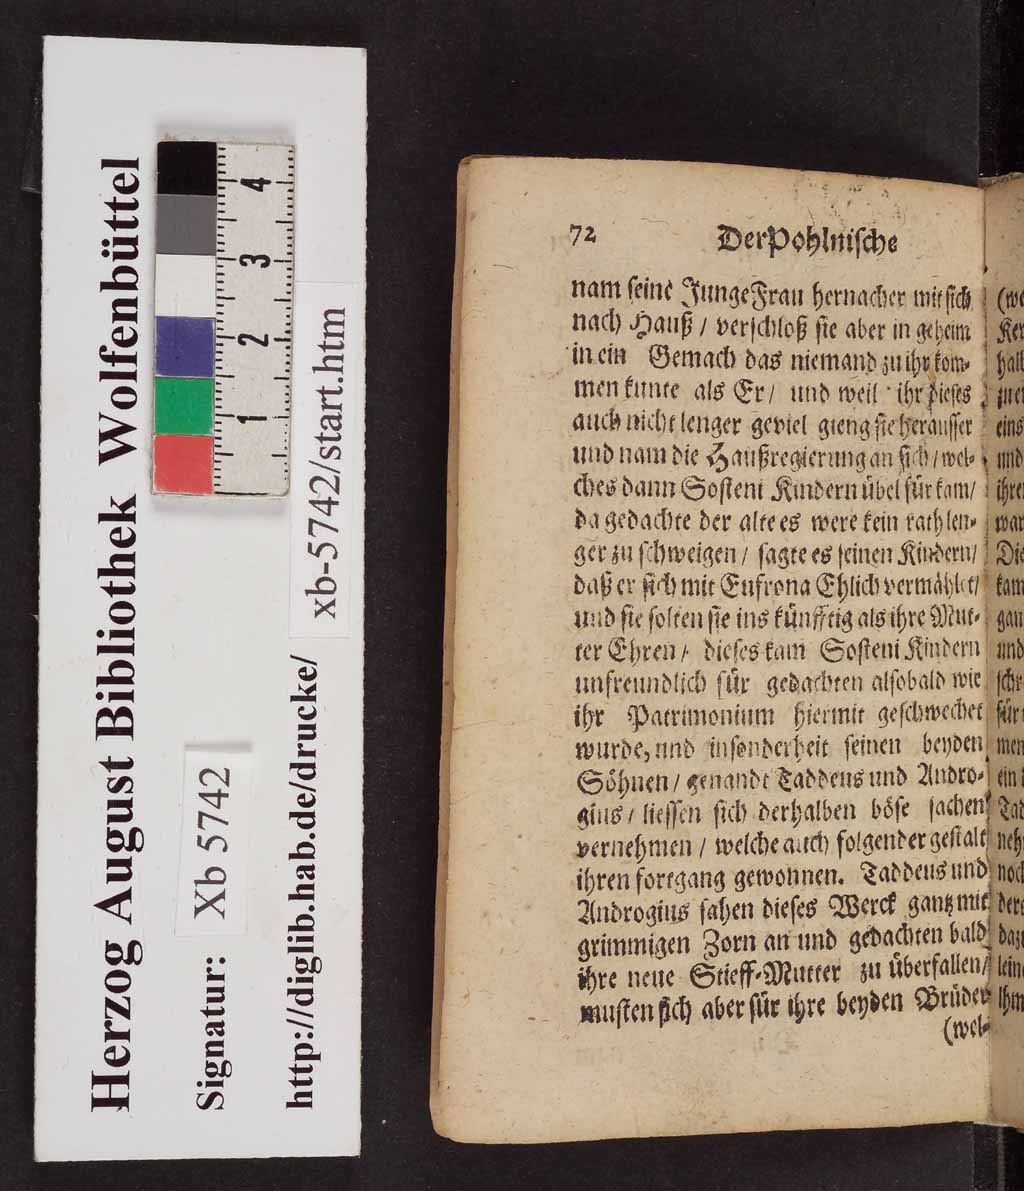 Herzog August Bibliothek Wolfenbüttel
Signatur: Xb 5742
http://diglib.hab.de/drucke/ xb-5742/start.htm
1 2 3 4
72 Der Pohlnische
nam seine Junge Frau hernacher mit sich
nach Hauß / verschloß sie aber in geheim
in ein Gemach das niemand zu ihr kom-
men kunte als Er / und weil ihr dieses
auch nicht lenger geviel gieng sie herausser
und nam die Haußregierung an sich / wel-
ches dann Sosteni Kindern übel für kam /
da gedachte der alte es were kein rath len-
ger zu schweigen / sagte es seinen Kindern /
daß er sich mit Eufrona Ehlich vermählet /
und sie solten sie ins künfftig als ihre Mut-
ter Ehren / dieses kam Sosteni Kindern
unfreundlich für gedachten alsobald wie
ihr Patrimonium hiermit geschwechet
wurde, und insonderheit seinen beyden
Söhnen / genandt Taddeus und Andro-
gius / liessen sich derhalben böse sachen
vernehmen / welche auch folgender gestalt
ihren fortgang gewonnen. Taddeus und
Androgius sahen dieses Werck gantz mit
grimmigen Zorn an und gedachten bald
ihre neue Stieff-Mutter zu überfallen /
musten sich aber für ihre beyden Brüder
(wel-